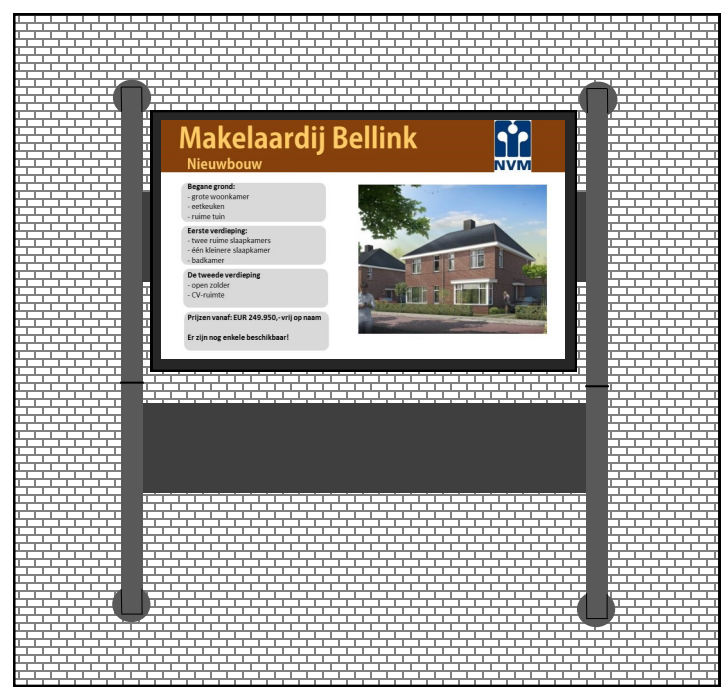 Makelaardij Bellink
Nieuwbouw
NVM
Begane grond:
- grote woonkamer
- eetkeuken
- ruime tuin
Eerste verdieping:
- twee ruime slaapkamers
- één kleinere slaapkamer
- badkamer
De tweede verdieping
- open zolder
- CV-ruimte
Prijzen vanaf: EUR 249.950,- vrij op naam
Er zijn nog enkele beschikbaar!